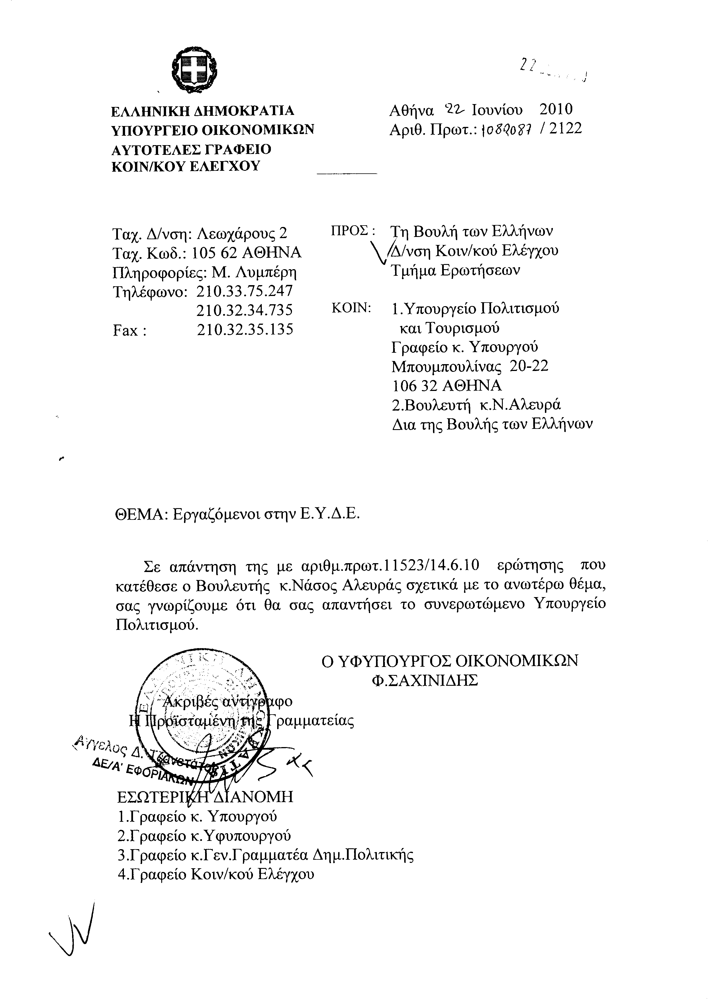 22
ΕΛΛΗΝΙΚΗ ΔΗΜΟΚΡΑΤΙΑ
ΥΠΟΥΡΓΕΙΟ ΟΙΚΟΝΟΜΙΚΩΝ
ΑΥΤΟΤΕΛΕΣ ΓΡΑΦΕΙΟ
ΚΟΙΝ/ΚΟΥ ΕΛΕΓΧΟΥ
Αθήνα 22 Ιουνίου 2010
Αριθ. Πρωτ.: / 2122
Ταχ. Δ/νση: Λεωχάρους 2
Ταχ. Κωδ.: 105 62 ΑΘΗΝΑ
Πληροφορίες: Μ. Λυμπέρη
Τηλέφωνο: 210.33.75.247
210.32.34.735
Fax : 210.32.35.135
ΠΡΟΣ : Τη Βουλή των Ελλήνων
Δ/νση Κοιν/κού Ελέγχου
Τμήμα Ερωτήσεων
ΚΟΙΝ: 1.Υπουργείο Πολιτισμού
και Τουρισμού
Γραφείο κ. Υπουργού
Μπουμπουλίνας 20-22
106 32 ΑΘΗΝΑ
2.Βουλευτή κ.Ν.Αλευρά
Δια της Βουλής των Ελλήνων
ΘΕΜΑ: Εργαζόμενοι στην Ε.Υ.Δ.Ε.
Σε απάντηση της με αριθμ.πρωτ.11523/14.6.10 ερώτησης που
κατέθεσε ο Βουλευτής κ.Νάσος Αλευράς σχετικά με το ανωτέρω θέμα,
σας γνωρίζουμε ότι θα σας απαντήσει το συνερωτώμενο Υπουργείο
Πολιτισμού.
Ο ΥΦΥΠΟΥΡΓΟΣ ΟΙΚΟΝΟΜΙΚΩΝ
Φ.ΣΑΧΙΝΙΔΗΣ
Ακριβές αντίγραφο
Η Προϊσταμένη της Γραμματείας
Αγγελος Δ. Τζανετάτος
ΔΕ/Α' ΕΦΟΡΙΑΚΩΝ
ΕΣΩΤΕΡΙΚΗ ΔΙΑΝΟΜΗ
1.Γραφείο κ. Υπουργού
2.Γραφείο κ.Υφυπουργού
3.Γραφείο κ.Γεν.Γραμματέα Δημ.Πολιτικής
4.Γραφείο Κοιν/κού Ελέγχου